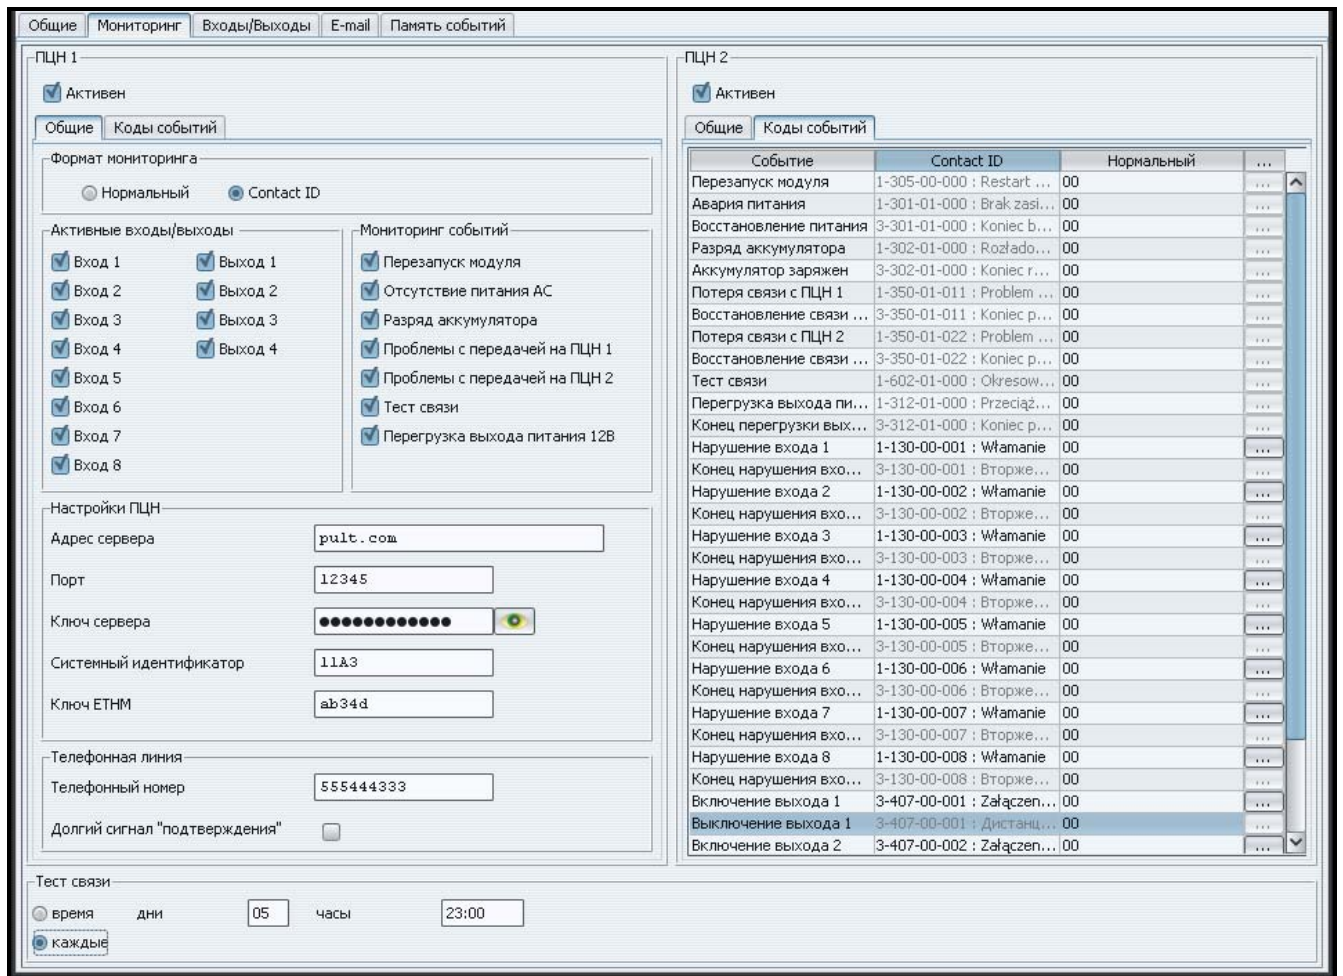 Общие Мониторинг Входы/Выходы E-mail Память событий
ПЦН 1
Активен
Общие Коды событий
Формат мониторинга
Нормальный Contact ID
Активные входы/выходы
Вход 1 Выход 1
Вход 2 Выход 2
Вход 3 Выход 3
Вход 4 Выход 4
Вход 5
Вход 6
Вход 7
Вход 8
Мониторинг событий
Перезапуск модуля
Отсутствие питания АС
Разряд аккумулятора
Проблемы с передачей на ПЦН 1
Проблемы с передачей на ПЦН 2
Тест связи
Перегрузка выхода питания 12В
Настройки ПЦН
Адрес сервера pult.com
Порт 12345
Ключ сервера ●●●●●●●●●●●●
Системный идентификатор 11A3
Ключ ETHM ab34d
Телефонная линия
Телефонный номер 555444333
Долгий сигнал "подтверждения"
ПЦН 2
Активен
Общие Коды событий
Событие Contact ID Нормальный ...
Перезапуск модуля 1-305-00-000 : Restart ... 00 ...
Авария питания 1-301-01-000 : Brak zasi... 00 ...
Восстановление питания 3-301-01-000 : Koniec b... 00 ...
Разряд аккумулятора 1-302-01-000 : Rozłado... 00 ...
Аккумулятор заряжен 3-302-01-000 : Koniec r... 00 ...
Потеря связи с ПЦН 1 1-350-01-011 : Problem ... 00 ...
Восстановление связи ... 3-350-01-011 : Koniec p... 00 ...
Потеря связи с ПЦН 2 1-350-01-022 : Problem ... 00 ...
Восстановление связи ... 3-350-01-022 : Koniec p... 00 ...
Тест связи 1-602-01-000 : Okresow... 00 ...
Перегрузка выхода пи... 1-312-01-000 : Przeciąż... 00 ...
Конец перегрузки вых... 3-312-01-000 : Koniec p... 00 ...
Нарушение входа 1 1-130-00-001 : Włamanie 00 ...
Конец нарушения вхо... 3-130-00-001 : Вторже... 00 ...
Нарушение входа 2 1-130-00-002 : Włamanie 00 ...
Конец нарушения вхо... 3-130-00-002 : Вторже... 00 ...
Нарушение входа 3 1-130-00-003 : Włamanie 00 ...
Конец нарушения вхо... 3-130-00-003 : Вторже... 00 ...
Нарушение входа 4 1-130-00-004 : Włamanie 00 ...
Конец нарушения вхо... 3-130-00-004 : Вторже... 00 ...
Нарушение входа 5 1-130-00-005 : Włamanie 00 ...
Конец нарушения вхо... 3-130-00-005 : Вторже... 00 ...
Нарушение входа 6 1-130-00-006 : Włamanie 00 ...
Конец нарушения вхо... 3-130-00-006 : Вторже... 00 ...
Нарушение входа 7 1-130-00-007 : Włamanie 00 ...
Конец нарушения вхо... 3-130-00-007 : Вторже... 00 ...
Нарушение входа 8 1-130-00-008 : Włamanie 00 ...
Конец нарушения вхо... 3-130-00-008 : Вторже... 00 ...
Включение выхода 1 3-407-00-001 : Załączen... 00 ...
Выключение выхода 1 3-407-00-001 : Дистанц... 00 ...
Включение выхода 2 3-407-00-002 : Załączen... 00 ...
Тест связи
время дни 05 часы 23:00
каждые